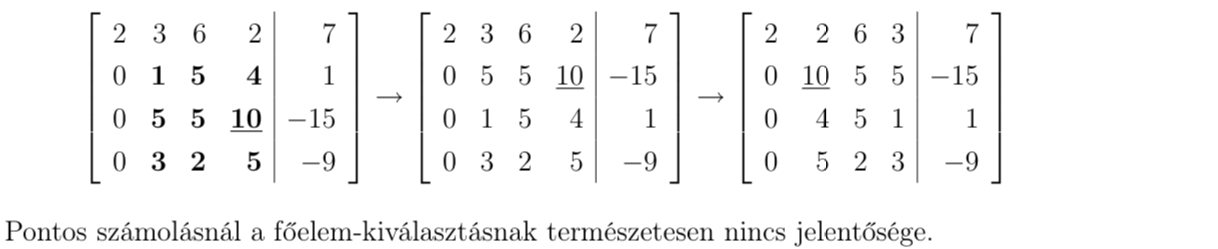 2 3 6 2 | 7 2 3 6 2 | 7 2 2 6 3 | 7
0 1 5 4 | 1 0 5 5 10 | −15 0 10 5 5 | −15
→ →
0 5 5 10 | −15 0 1 5 4 | 1 0 4 5 1 | 1
0 3 2 5 | −9 0 3 2 5 | −9 0 5 2 3 | −9
Pontos számolásnál a főelem-kiválasztásnak természetesen nincs jelentősége.